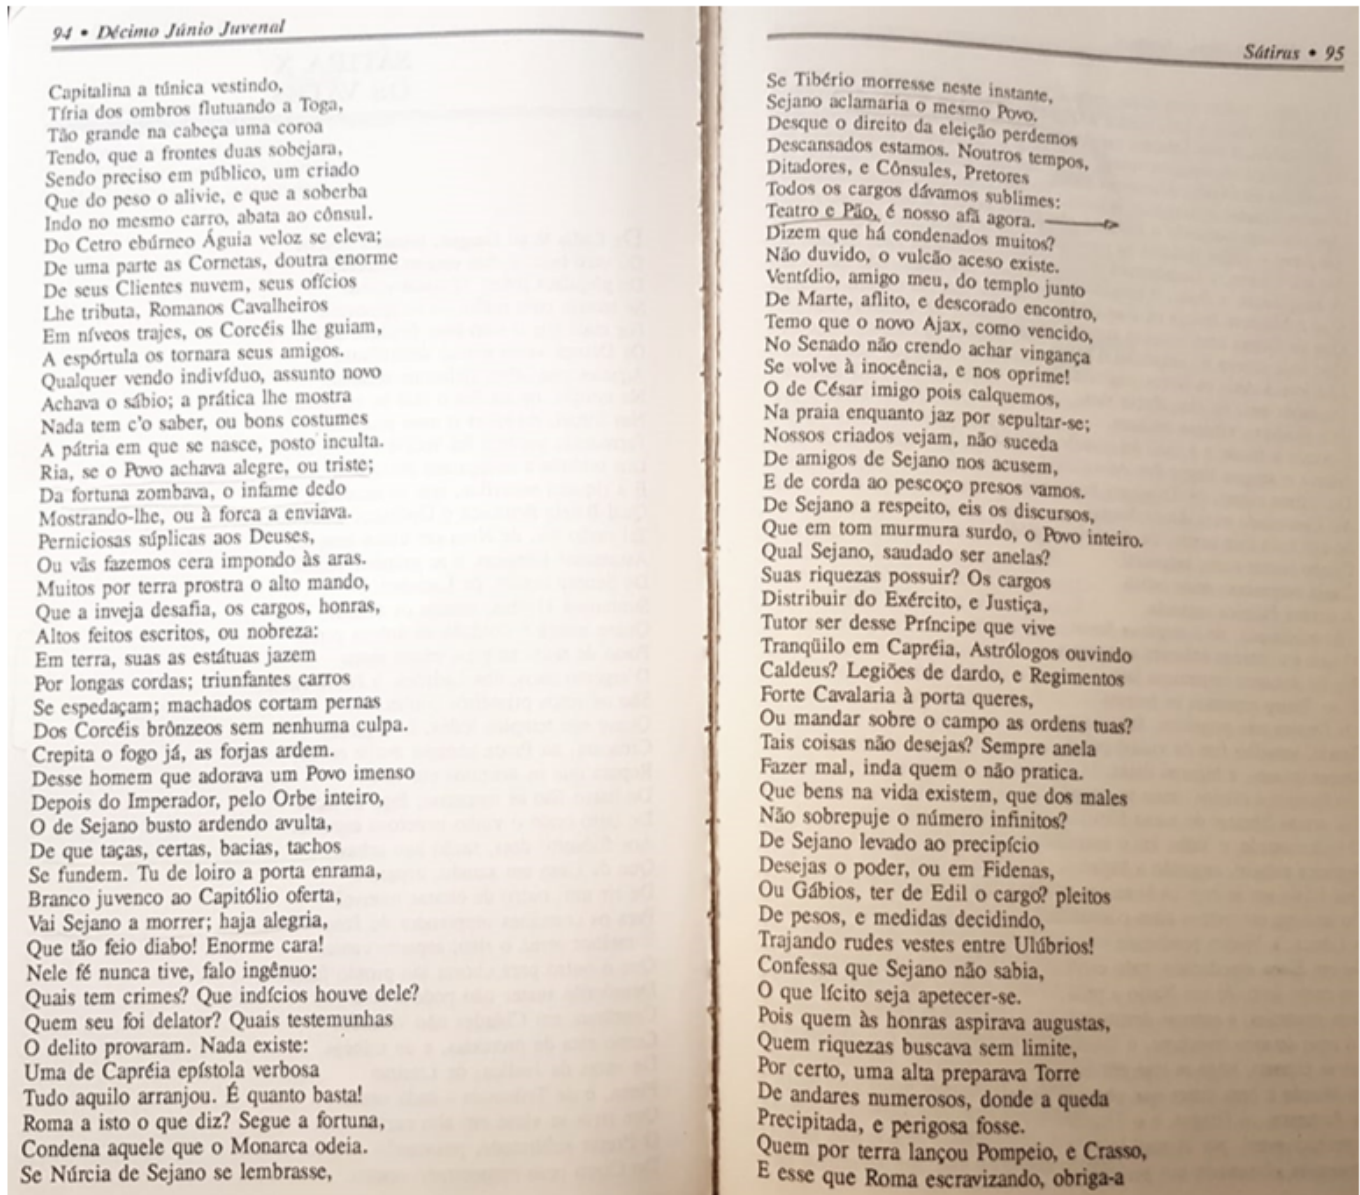 94 • Décimo Júnio Juvenal
Capitalina a túnica vestindo,
Tíria dos ombros flutuando a Toga,
Tão grande na cabeça uma coroa
Tendo, que a frontes duas sobejara,
Sendo preciso em público, um criado
Que do peso o alivie, e que a soberba
Indo no mesmo carro, abata ao cônsul.
Do Cetro ebúrneo Águia veloz se eleva;
De uma parte as Cornetas, doutra enorme
De seus Clientes nuvem, seus ofícios
Lhe tributa, Romanos Cavalheiros
Em níveos trajes, os Corcéis lhe guiam,
A espórtula os tornara seus amigos.
Qualquer vendo indivíduo, assunto novo
Achava o sábio; a prática lhe mostra
Nada tem c'o saber, ou bons costumes
A pátria em que se nasce, posto inculta.
Ria, se o Povo achava alegre, ou triste;
Da fortuna zombava, o infame dedo
Mostrando-lhe, ou à forca a enviava.
Perniciosas súplicas aos Deuses,
Ou vãs fazemos cera impondo às aras.
Muitos por terra prostra o alto mando,
Que a inveja desafia, os cargos, honras,
Altos feitos escritos, ou nobreza:
Em terra, suas as estátuas jazem
Por longas cordas; triunfantes carros
Se espedaçam; machados cortam pernas
Dos Corcéis brônzeos sem nenhuma culpa.
Crepita o fogo já, as forjas ardem.
Desse homem que adorava um Povo imenso
Depois do Imperador, pelo Orbe inteiro,
O de Sejano busto ardendo avulta,
De que taças, certas, bacias, tachos
Se fundem. Tu de loiro a porta enrama,
Branco juvenco ao Capitólio oferta,
Vai Sejano a morrer; haja alegria,
Que tão feio diabo! Enorme cara!
Nele fé nunca tive, falo ingênuo:
Quais tem crimes? Que indícios houve dele?
Quem seu foi delator? Quais testemunhas
O delito provaram. Nada existe:
Uma de Capréia epístola verbosa
Tudo aquilo arranjou. É quanto basta!
Roma a isto o que diz? Segue a fortuna,
Condena aquele que o Monarca odeia.
Se Núrcia de Sejano se lembrasse,
Sátiras • 95
Se Tibério morresse neste instante,
Sejano aclamaria o mesmo Povo.
Desque o direito da eleição perdemos
Descansados estamos. Noutros tempos,
Ditadores, e Cônsules, Pretores
Todos os cargos dávamos sublimes:
Teatro e Pão, é nosso afã agora.
Dizem que há condenados muitos?
Não duvido, o vulcão aceso existe.
Ventídio, amigo meu, do templo junto
De Marte, aflito, e descorado encontro,
Temo que o novo Ajax, como vencido,
No Senado não crendo achar vingança
Se volve à inocência, e nos oprime!
O de César imigo pois calquemos,
Na praia enquanto jaz por sepultar-se;
Nossos criados vejam, não suceda
De amigos de Sejano nos acusem,
E de corda ao pescoço presos vamos.
De Sejano a respeito, eis os discursos,
Que em tom murmura surdo, o Povo inteiro.
Qual Sejano, saudado ser anelas?
Suas riquezas possuir? Os cargos
Distribuir do Exército, e Justiça,
Tutor ser desse Príncipe que vive
Tranqüilo em Capréia, Astrólogos ouvindo
Caldeus? Legiões de dardo, e Regimentos
Forte Cavalaria à porta queres,
Ou mandar sobre o campo as ordens tuas?
Tais coisas não desejas? Sempre anela
Fazer mal, inda quem o não pratica.
Que bens na vida existem, que dos males
Não sobrepuje o número infinitos?
De Sejano levado ao precipício
Desejas o poder, ou em Fidenas,
Ou Gábios, ter de Edil o cargo? pleitos
De pesos, e medidas decidindo,
Trajando rudes vestes entre Ulúbrios!
Confessa que Sejano não sabia,
O que lícito seja apetecer-se.
Pois quem às honras aspirava augustas,
Quem riquezas buscava sem limite,
Por certo, uma alta preparava Torre
De andares numerosos, donde a queda
Precipitada, e perigosa fosse.
Quem por terra lançou Pompeio, e Crasso,
E esse que Roma escravizando, obriga-a